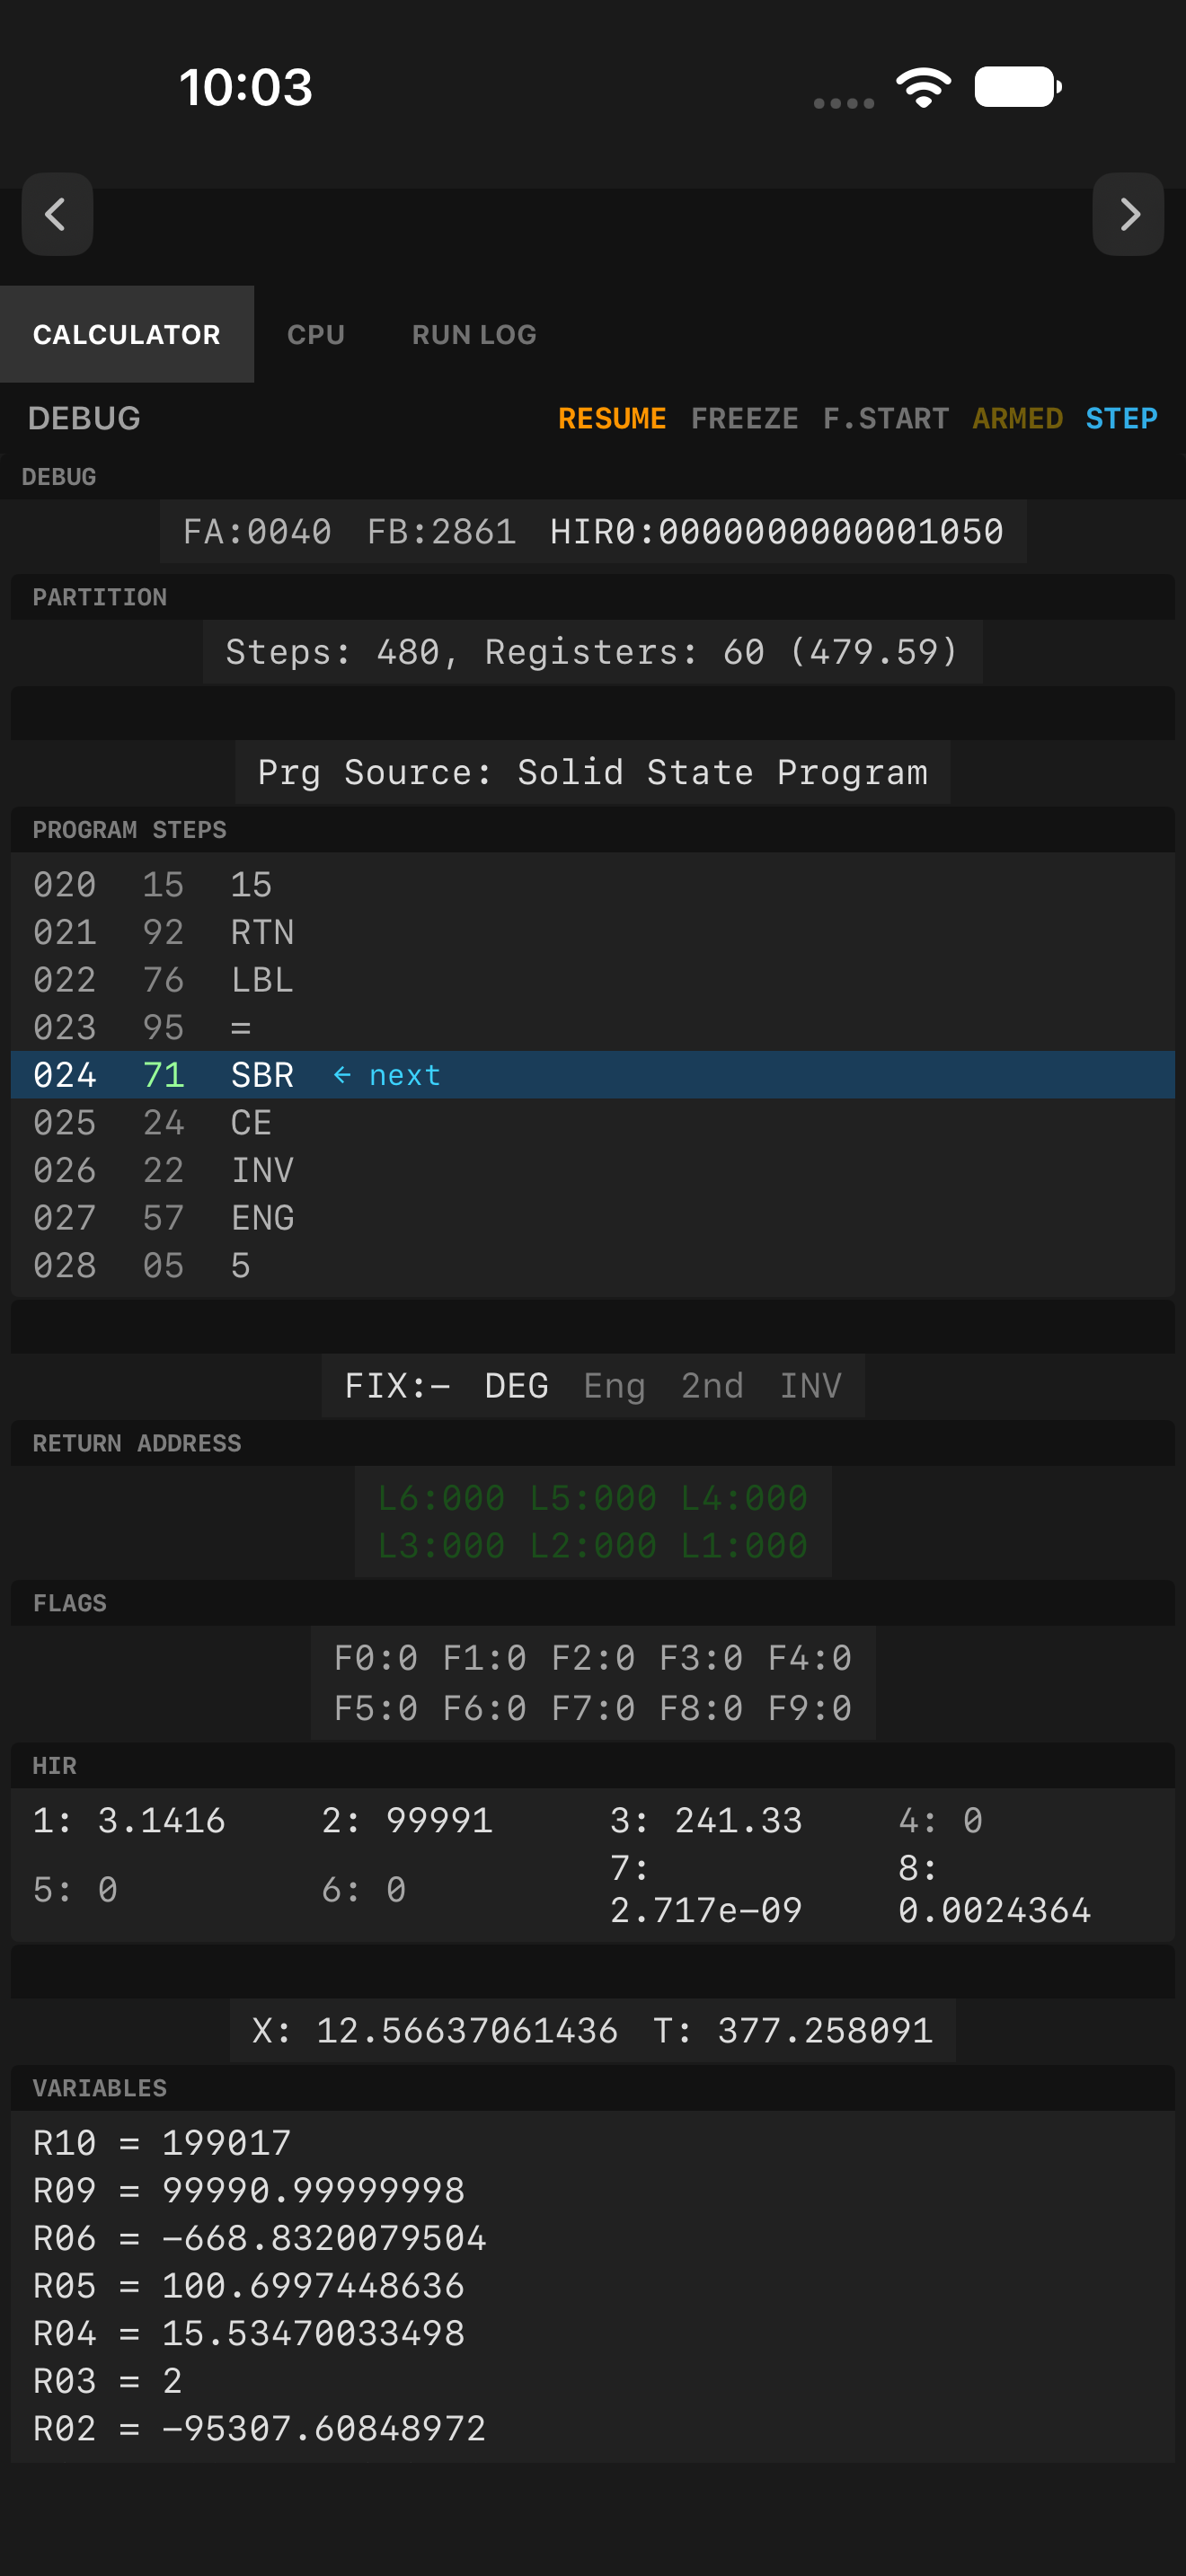 10:03
CALCULATOR CPU RUN LOG
DEBUG RESUME FREEZE F.START ARMED STEP
DEBUG
FA:0040 FB:2861 HIR0:0000000000001050
PARTITION
Steps: 480, Registers: 60 (479.59)
Prg Source: Solid State Program
PROGRAM STEPS
020 15 15
021 92 RTN
022 76 LBL
023 95 =
024 71 SBR ← next
025 24 CE
026 22 INV
027 57 ENG
028 05 5
FIX:− DEG Eng 2nd INV
RETURN ADDRESS
L6:000 L5:000 L4:000
L3:000 L2:000 L1:000
FLAGS
F0:0 F1:0 F2:0 F3:0 F4:0
F5:0 F6:0 F7:0 F8:0 F9:0
HIR
1: 3.1416 2: 99991 3: 241.33 4: 0
5: 0 6: 0 7: 2.717e−09 8: 0.0024364
X: 12.56637061436 T: 377.258091
VARIABLES
R10 = 199017
R09 = 99990.99999998
R06 = −668.8320079504
R05 = 100.6997448636
R04 = 15.53470033498
R03 = 2
R02 = −95307.60848972